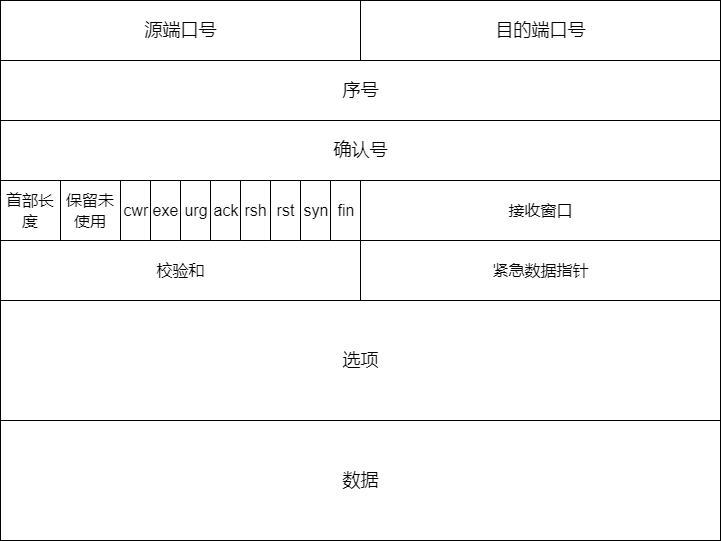 源端口号
目的端口号
序号
确认号
首部长
度
保留未
使用
cwr
exe
urg
ack
rsh
rst
syn
fin
接收窗口
校验和
紧急数据指针
选项
数据